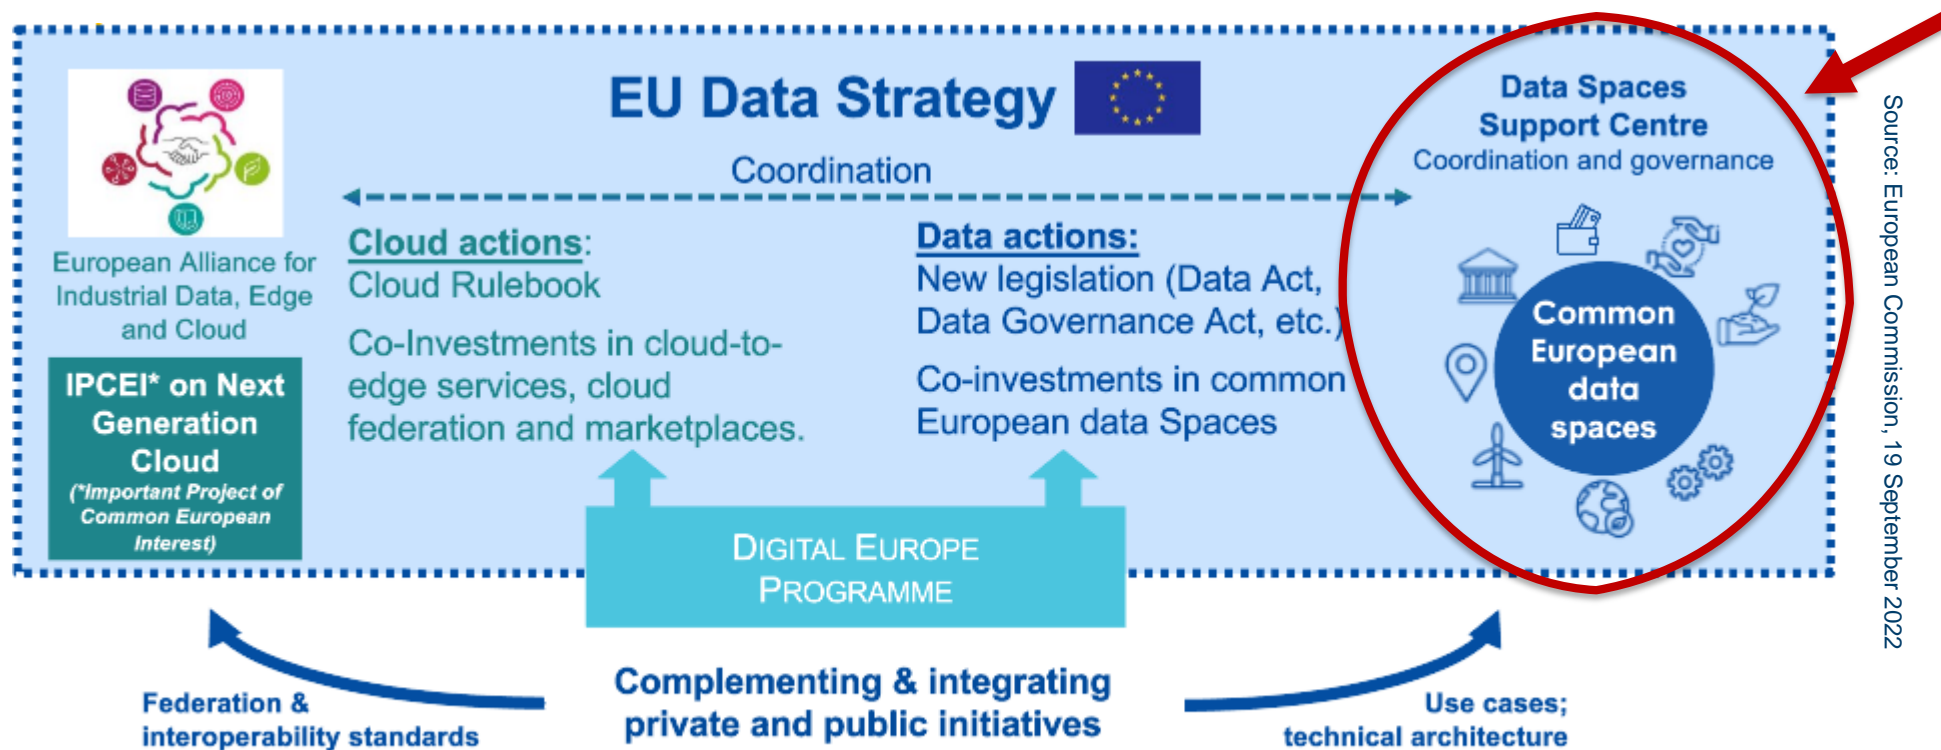 EU Data Strategy
Coordination
European Alliance for
Industrial Data, Edge
and Cloud
IPCEI* on Next
Generation
Cloud
(*Important Project of
Common European
Interest)
Cloud actions:
Cloud Rulebook
Co-Investments in cloud-to-
edge services, cloud
federation and marketplaces.
Data actions:
New legislation (Data Act,
Data Governance Act, etc.)
Co-investments in common
European data Spaces
Data Spaces
Support Centre
Coordination and governance
Common
European
data
spaces
DIGITAL EUROPE
PROGRAMME
Federation &
interoperability standards
Complementing & integrating
private and public initiatives
Use cases;
technical architecture
Source: European Commission, 19 September 2022